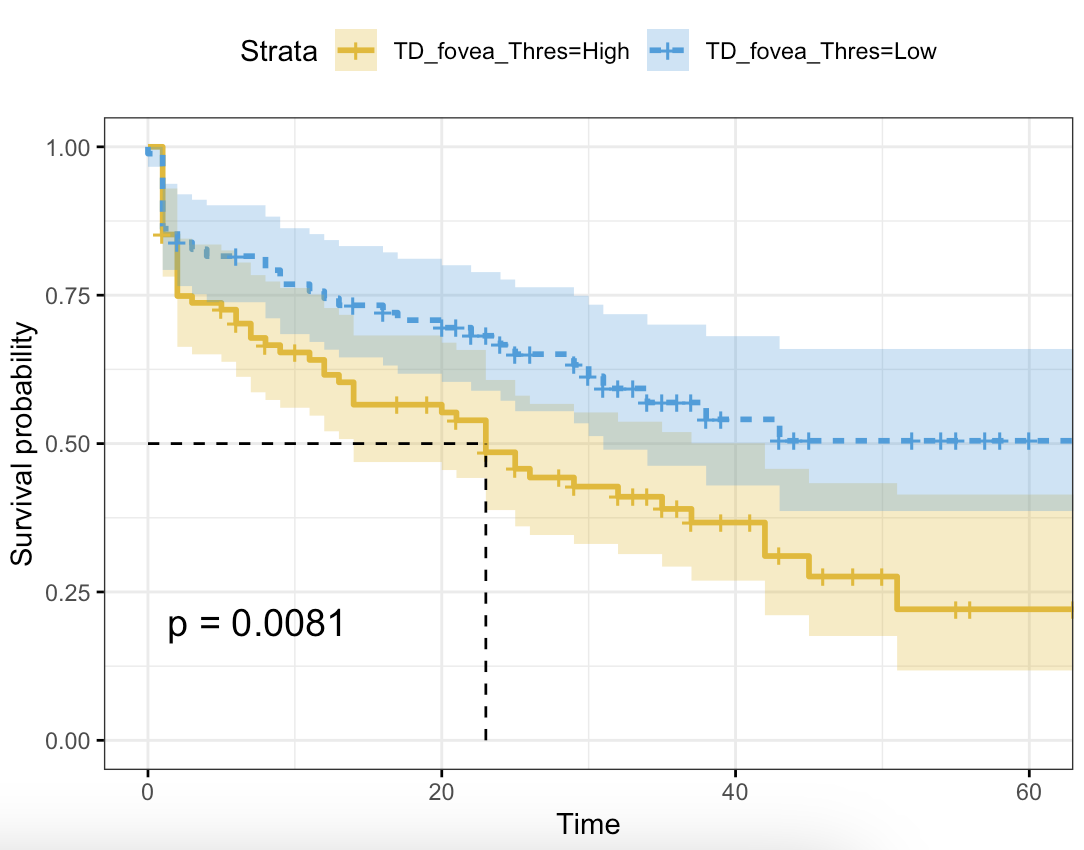 Strata TD_fovea_Thres=High TD_fovea_Thres=Low
1.00
0.75
0.50
0.25
0.00
Survival probability
p = 0.0081
0 20 40 60
Time